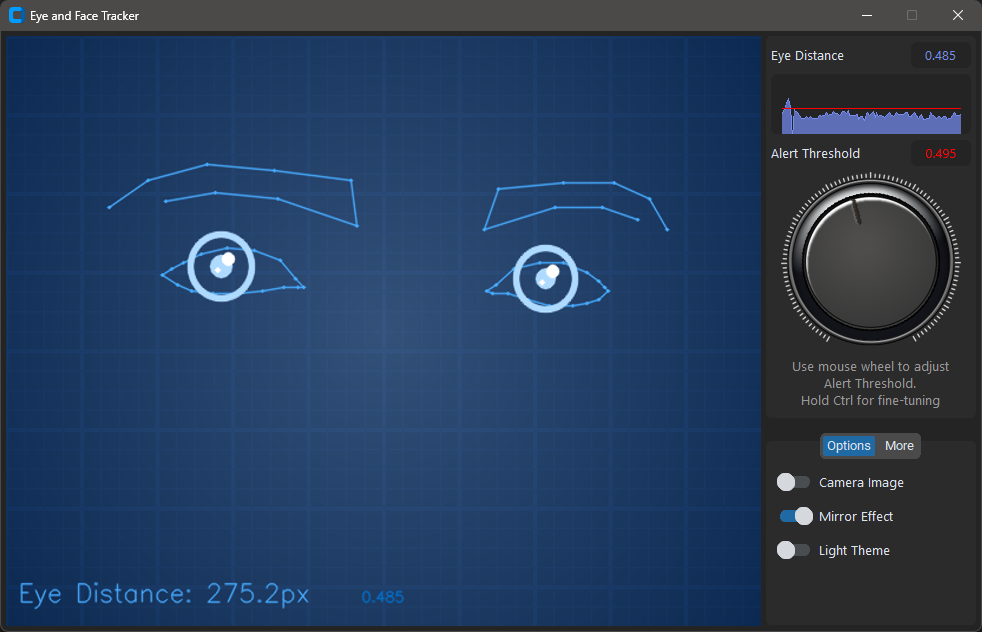 Eye and Face Tracker
Eye Distance: 275.2px 0.485
Eye Distance 0.485
Alert Threshold 0.495
Use mouse wheel to adjust
Alert Threshold.
Hold Ctrl for fine-tuning
Options More
Camera Image
Mirror Effect
Light Theme